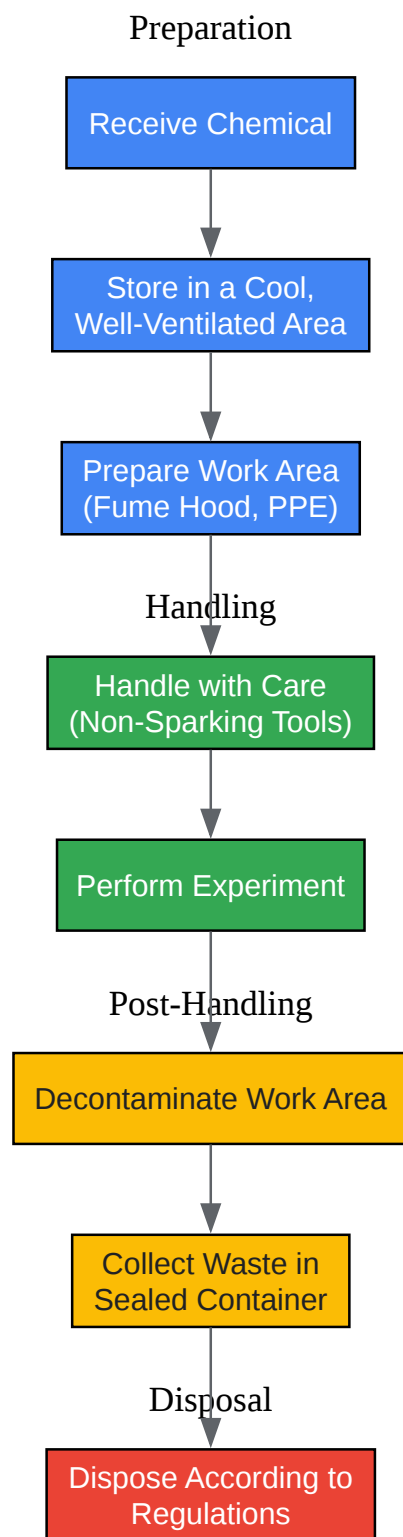 Preparation
Receive Chemical
Store in a Cool,
Well-Ventilated Area
Prepare Work Area
(Fume Hood, PPE)
Handling
Handle with Care
(Non-Sparking Tools)
Perform Experiment
Post-Handling
Decontaminate Work Area
Collect Waste in
Sealed Container
Disposal
Dispose According to
Regulations